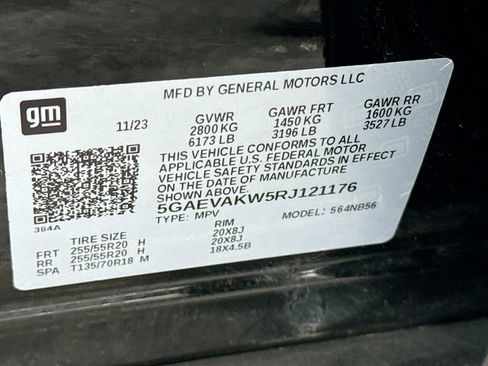 MFD BY GENERAL MOTORS LLC
gm
11/23
GVWR GAWR FRT GAWR RR
2800 KG 1450 KG 1600 KG
6173 LB 3196 LB 3527 LB
THIS VEHICLE CONFORMS TO ALL
APPLICABLE U.S. FEDERAL MOTOR
VEHICLE SAFETY STANDARDS IN EFFECT
ON THE DATE OF MANUFACTURE
SHOWN ABOVE.
5GAEVAKW5RJ121176
TYPE: MPV MODEL: 564NB56
384A
TIRE SIZE RIM
FRT 255/55R20 H 20X8J
RR 255/55R20 H 20X8J
SPA T135/70R18 M 18X4.5B